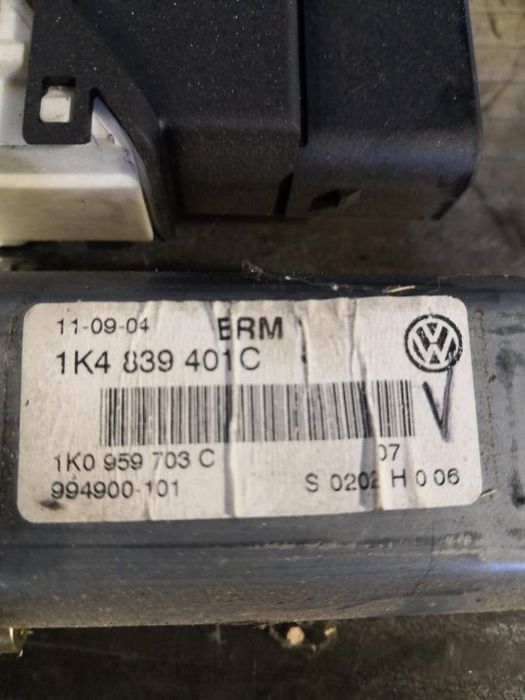 11-09-04 BRM
1K4 839 401C
1K0 959 703 C 07
994900-101 S 0202 H 0 06